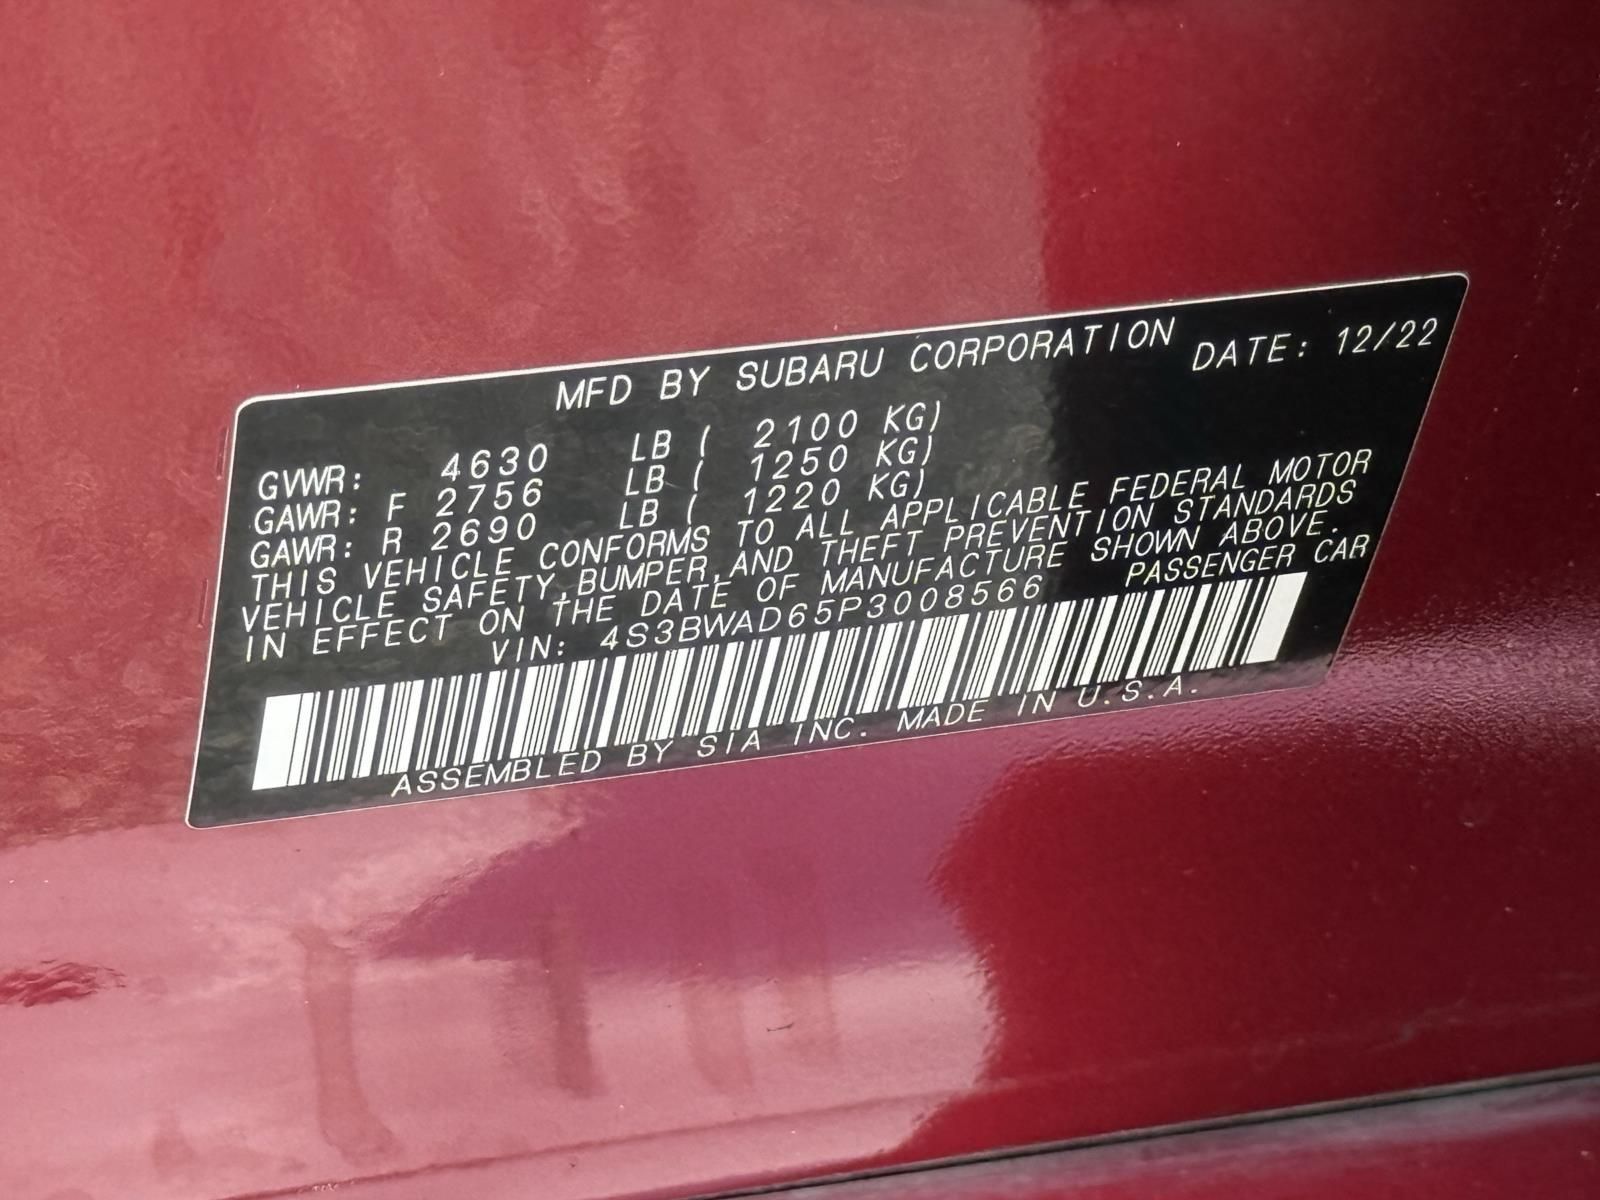 MFD BY SUBARU CORPORATION DATE: 12/22
GVWR: 4630 LB ( 2100 KG)
GAWR: F 2756 LB ( 1250 KG)
GAWR: R 2690 LB ( 1220 KG)
THIS VEHICLE CONFORMS TO ALL APPLICABLE FEDERAL MOTOR
VEHICLE SAFETY,BUMPER,AND THEFT PREVENTION STANDARDS
IN EFFECT ON THE DATE OF MANUFACTURE SHOWN ABOVE.
VIN: 4S3BWAD65P3008566 PASSENGER CAR
ASSEMBLED BY SIA INC. MADE IN U.S.A.